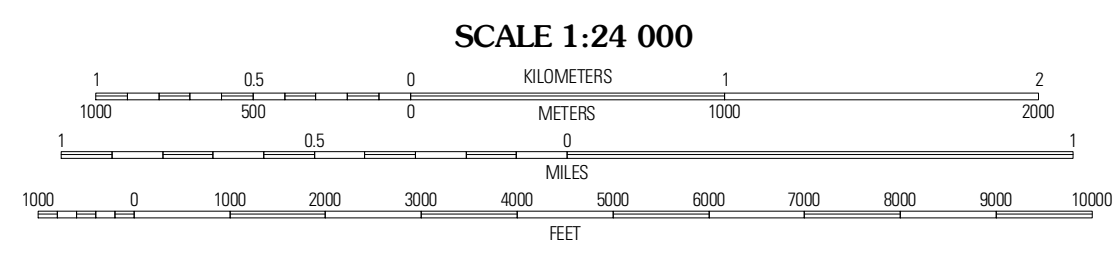 SCALE 1:24 000
1 0.5 0 KILOMETERS 1 2
1000 500 0 METERS 1000 2000
1 0.5 0 1
MILES
1000 0 1000 2000 3000 4000 5000 6000 7000 8000 9000 10000
FEET